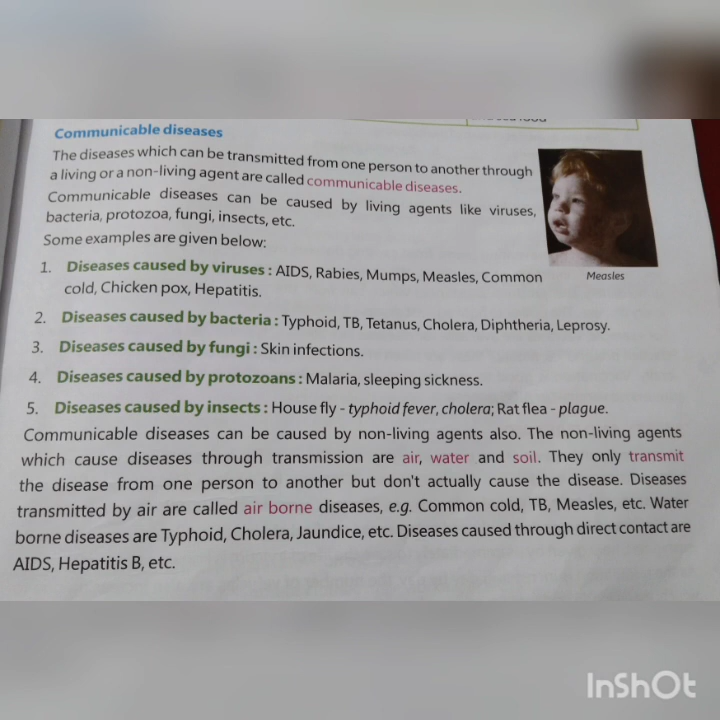 Communicable diseases
The diseases which can be transmitted from one person to another through
a living or a non-living agent are called communicable diseases.
Communicable diseases can be caused by living agents like viruses,
bacteria, protozoa, fungi, insects, etc.
Some examples are given below:
Measles
1. Diseases caused by viruses : AIDS, Rabies, Mumps, Measles, Common
cold, Chicken pox, Hepatitis.
2. Diseases caused by bacteria : Typhoid, TB, Tetanus, Cholera, Diphtheria, Leprosy.
3. Diseases caused by fungi : Skin infections.
4. Diseases caused by protozoans : Malaria, sleeping sickness.
5. Diseases caused by insects : House fly - typhoid fever, cholera; Rat flea - plague.
Communicable diseases can be caused by non-living agents also. The non-living agents
which cause diseases through transmission are air, water and soil. They only transmit
the disease from one person to another but don't actually cause the disease. Diseases
transmitted by air are called air borne diseases, e.g. Common cold, TB, Measles, etc. Water
borne diseases are Typhoid, Cholera, Jaundice, etc. Diseases caused through direct contact are
AIDS, Hepatitis B, etc.
InShOt